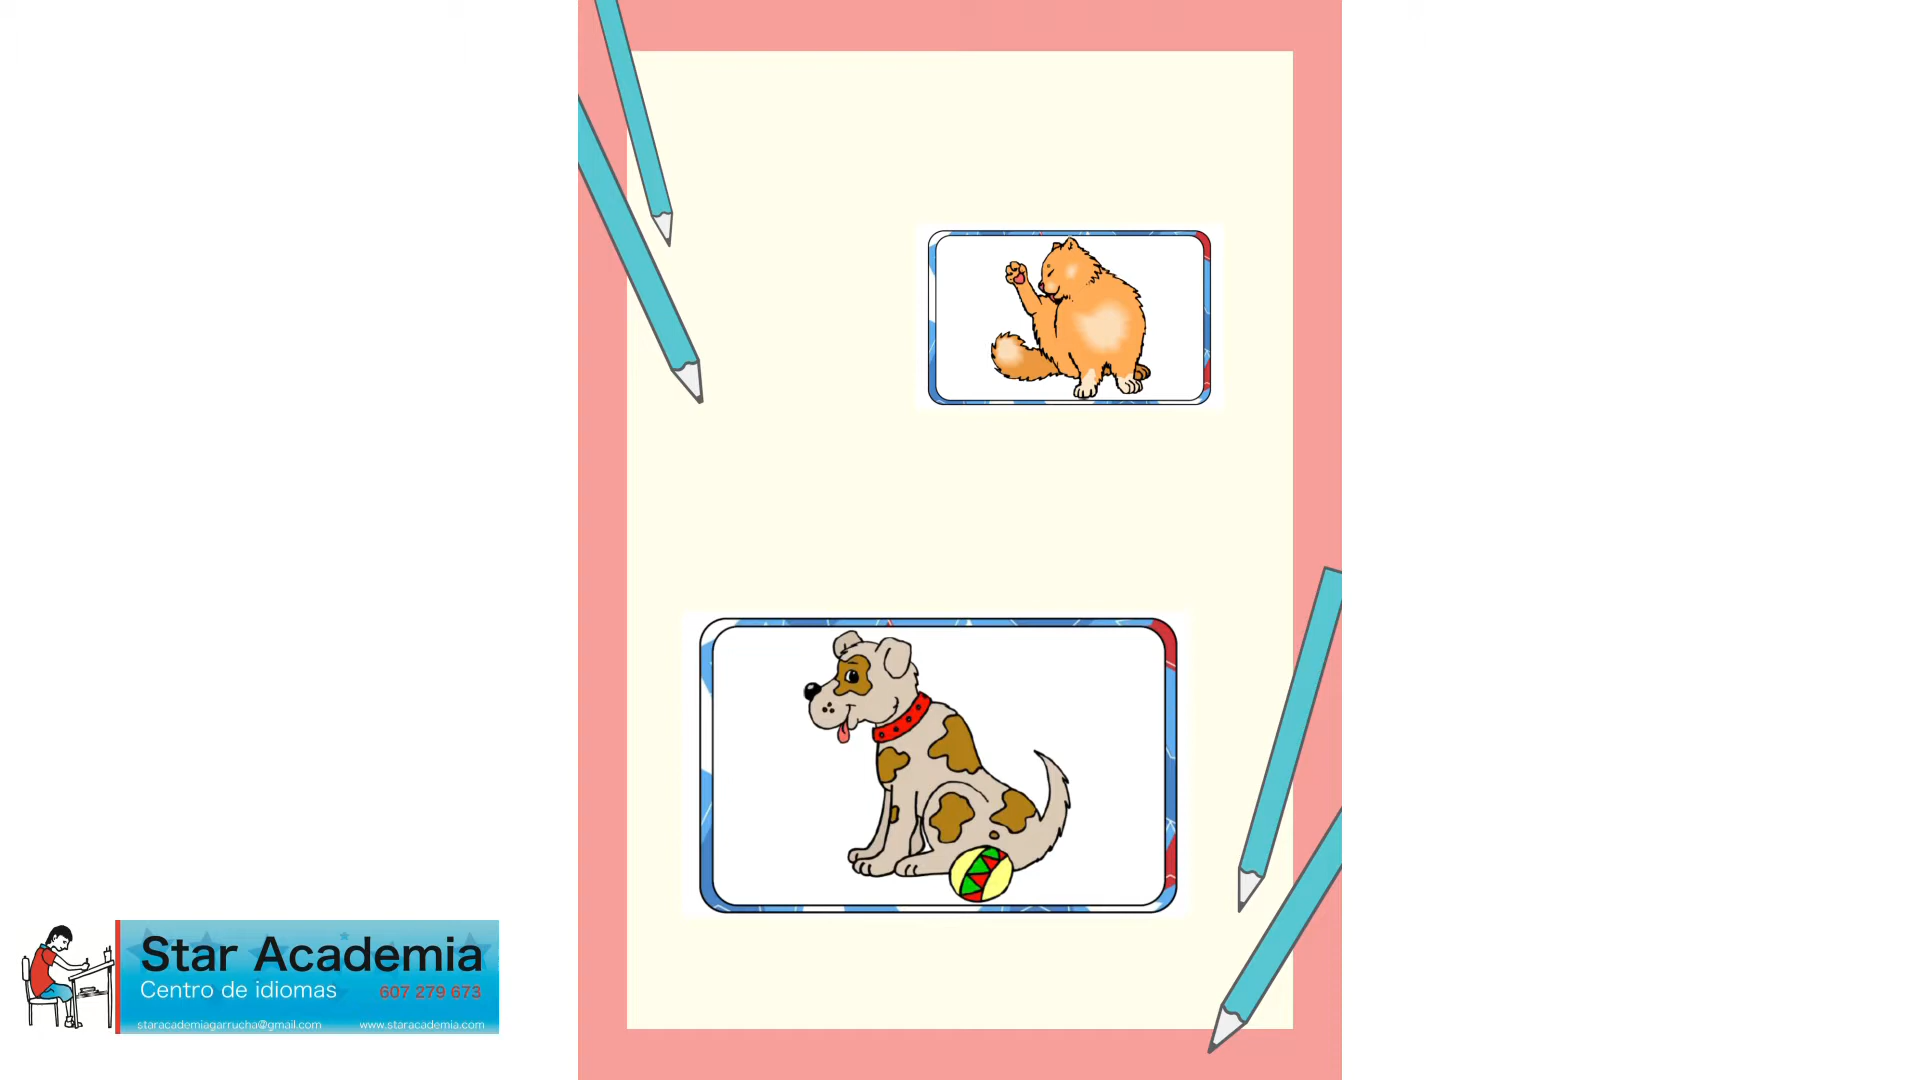 Star Academia
Centro de idiomas 607 279 673
staracademiagarrucha@gmail.com www.staracademia.com